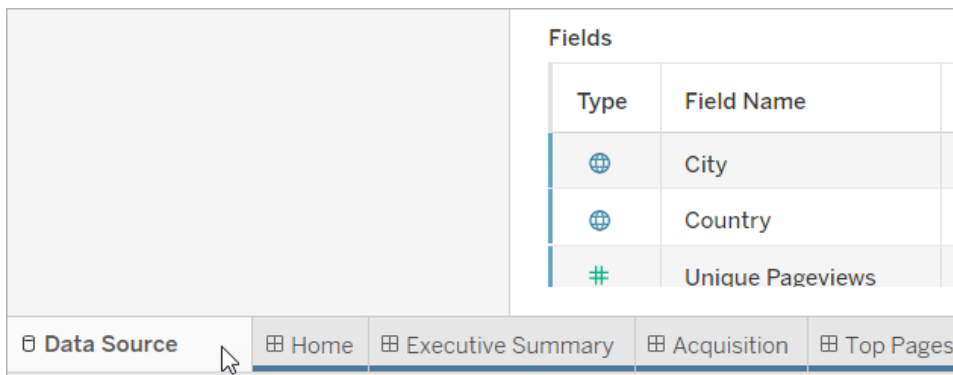 Fields
Type Field Name
City
Country
# Unique Pageviews
Data Source Home Executive Summary Acquisition Top Pages